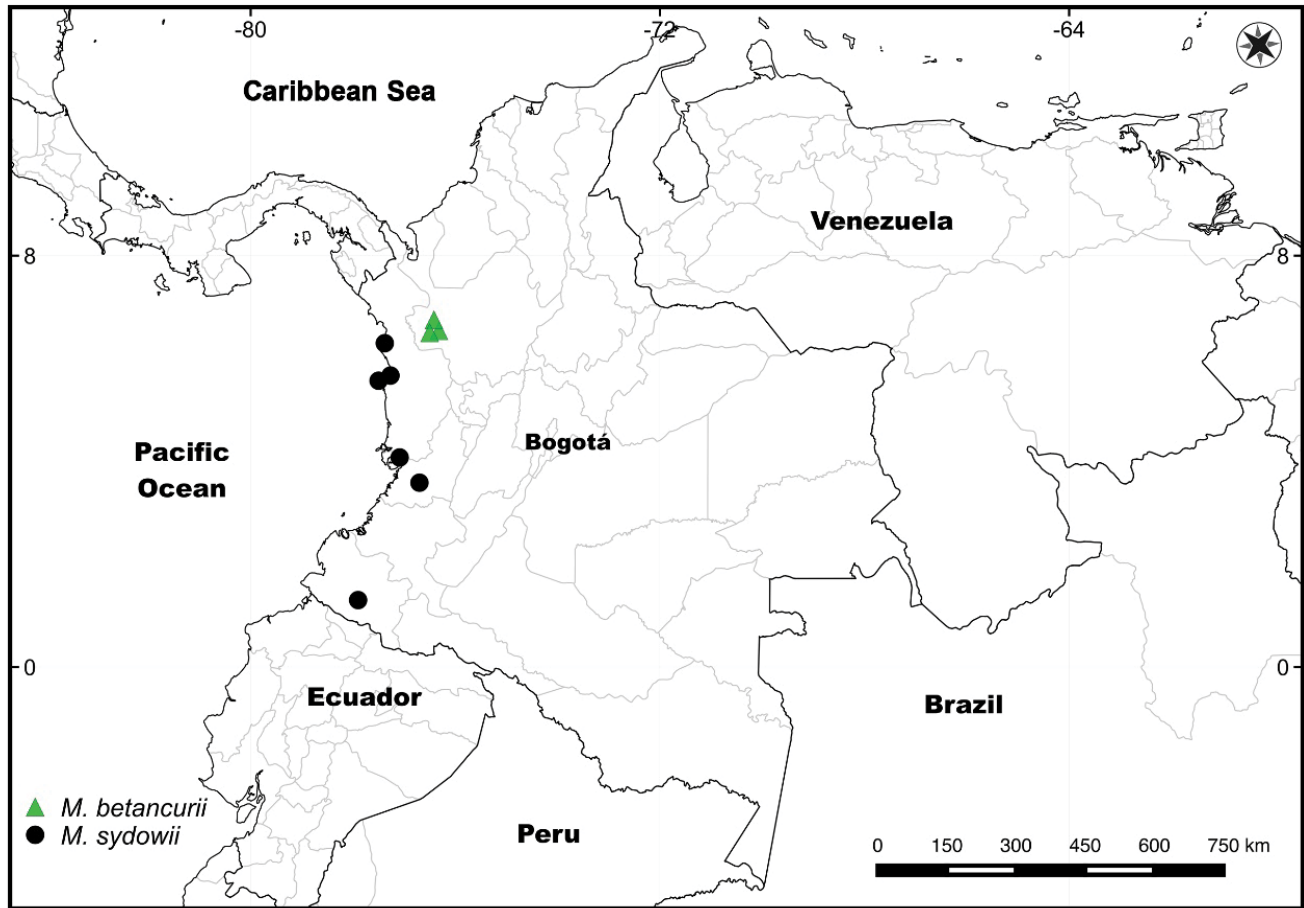 -80
-72
-64
Caribbean Sea
Venezuela
8
8
Pacific
Ocean
Bogotá
0
0
Ecuador
Brazil
M. betancurii
M. sydowii
Peru
0 150 300 450 600 750 km